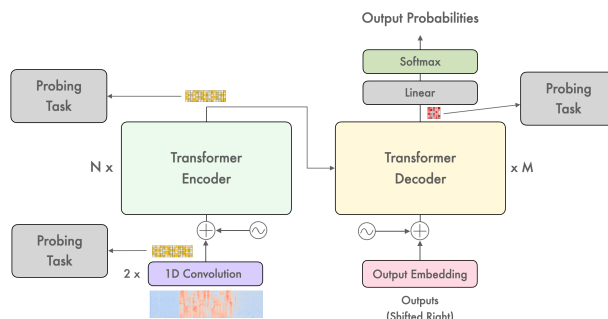 Output Probabilities
Softmax
Linear
Probing
Task
Probing
Task
N x
Transformer
Encoder
Transformer
Decoder
x M
Probing
Task
2 x
1D Convolution
Output Embedding
Outputs
(Shifted Right)